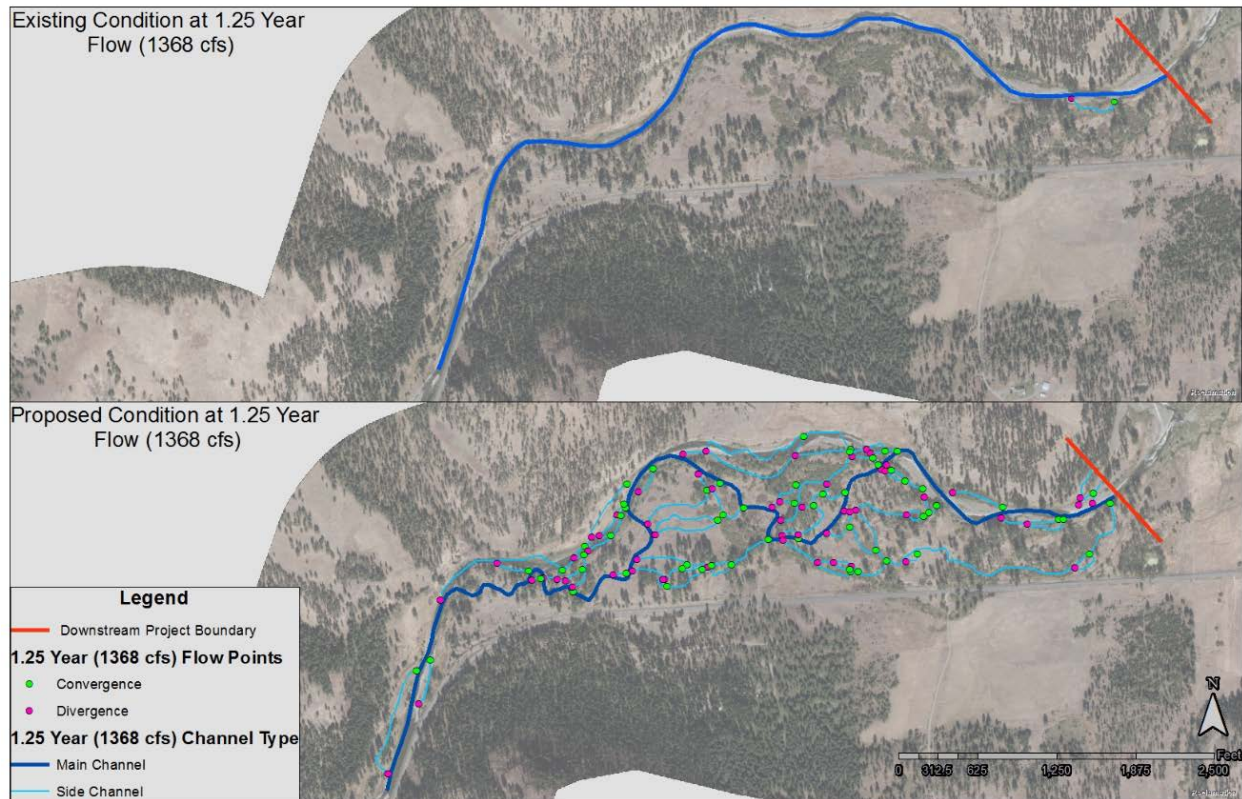 Existing Condition at 1.25 Year
Flow (1368 cfs)
Reclamation
Proposed Condition at 1.25 Year
Flow (1368 cfs)
Legend
Downstream Project Boundary
1.25 Year (1368 cfs) Flow Points
Convergence
Divergence
1.25 Year (1368 cfs) Channel Type
Main Channel
Side Channel
N
Feet
0 312.5 625 1,250 1,875 2,500
Reclamation